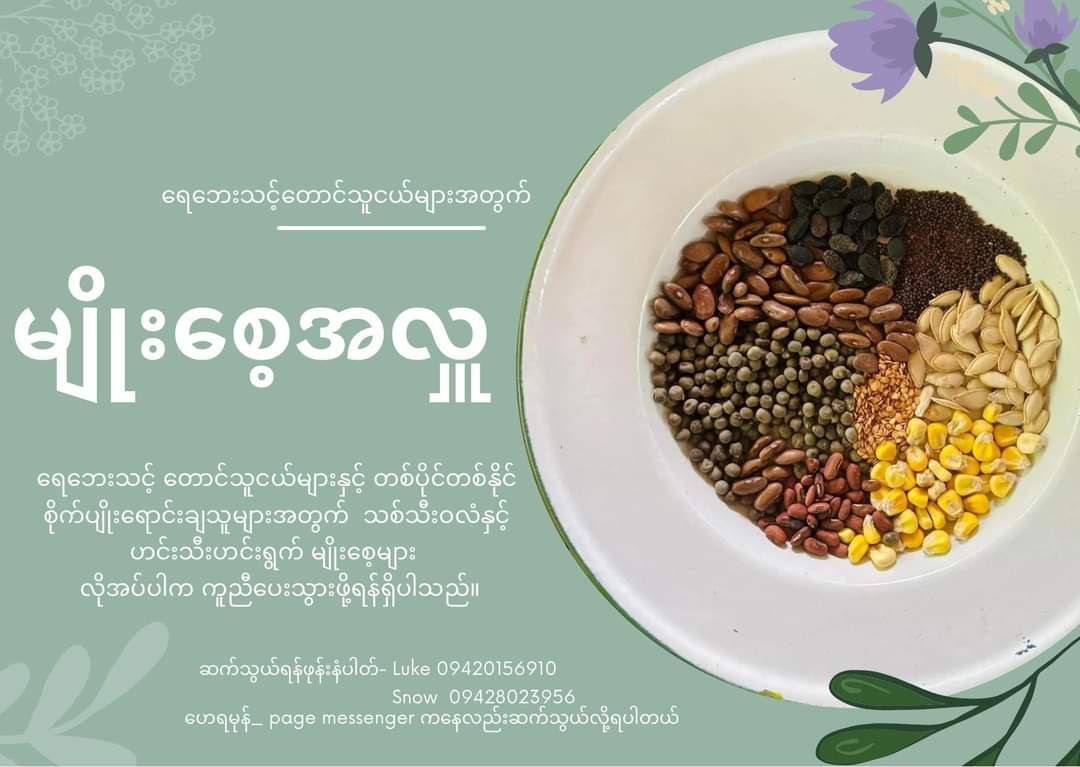 ရေဘေးသင့်တောင်သူငယ်များအတွက်
မျိုးစေ့အလှူ
ရေဘေးသင့် တောင်သူငယ်များနှင့် တစ်ပိုင်တစ်နိုင်
စိုက်ပျိုးရောင်းချသူများအတွက် သစ်သီးဝလံနှင့်
ဟင်းသီးဟင်းရွက် မျိုးစေ့များ
လိုအပ်ပါက ကူညီပေးသွားဖို့ရန်ရှိပါသည်။
ဆက်သွယ်ရန်ဖုန်းနံပါတ်- Luke 09420156910
Snow 09428023956
ဟေရမုန်_ page messenger ကနေလည်းဆက်သွယ်လို့ရပါတယ်